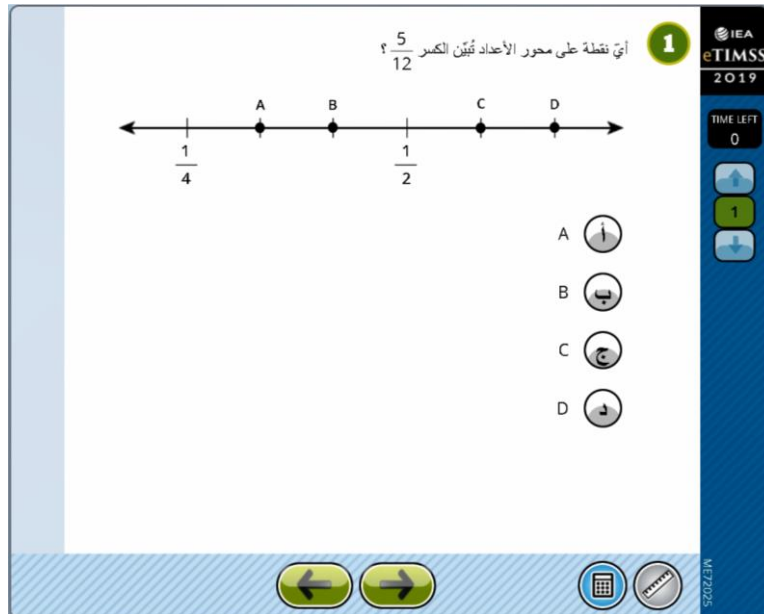 1
أيّ نقطة على محور الأعداد تُبيّن الكسر 5/12 ؟
A B C D
1/4 1/2
A أ
B ب
C ج
D د
IEA
eTIMSS
2019
TIME LEFT
0
1
ME72025